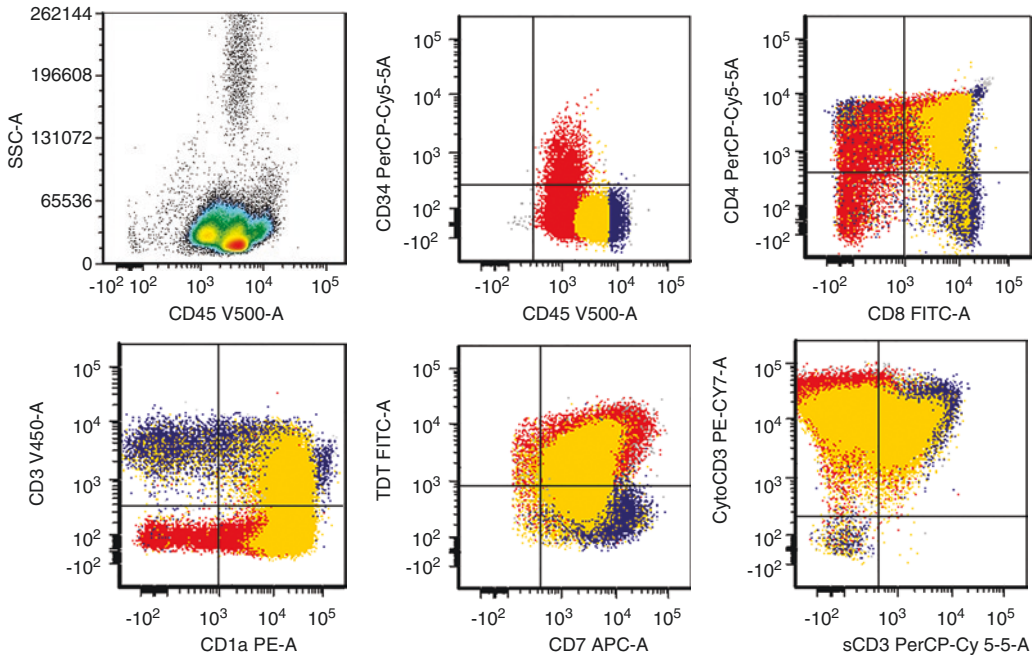 262144
196608
131072
65536
0
SSC-A
-10² 10² 10³ 10⁴ 10⁵
CD45 V500-A
10⁵
10⁴
10³
10²
-10²
CD34 PerCP-Cy5-5A
-10² 10² 10³ 10⁴ 10⁵
CD45 V500-A
10⁵
10⁴
10³
10²
-10²
CD4 PerCP-Cy5-5A
-10² 10² 10³ 10⁴ 10⁵
CD8 FITC-A
10⁵
10⁴
10³
10²
-10²
CD3 V450-A
-10² 10³ 10⁴ 10⁵
CD1a PE-A
10⁵
10⁴
10³
10²
-10²
TDT FITC-A
-10² 10² 10³ 10⁴ 10⁵
CD7 APC-A
10⁵
10⁴
10³
10²
-10²
CytoCD3 PE-CY7-A
-10² 10³ 10⁴ 10⁵
sCD3 PerCP-Cy 5-5-A